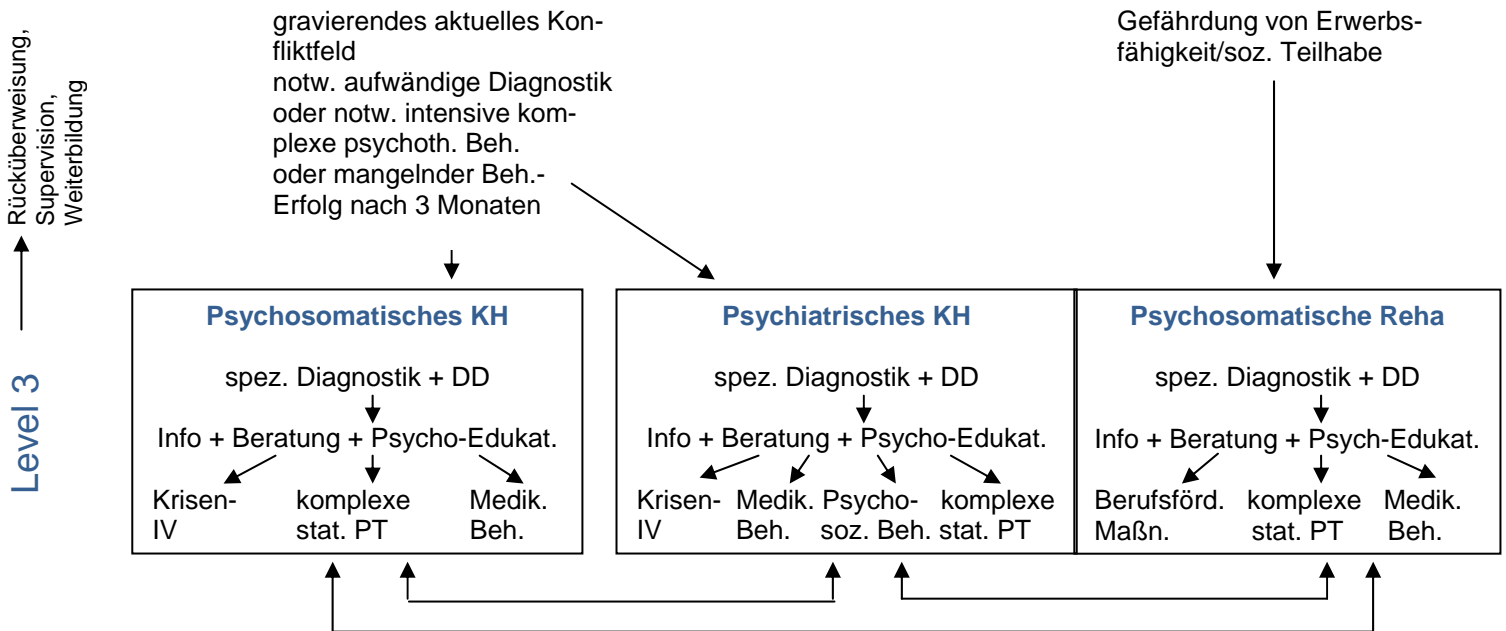 Rücküberweisung,
Supervision,
Weiterbildung
Level 3
gravierendes aktuelles Kon-
fliktfeld
notw. aufwändige Diagnostik
oder notw. intensive kom-
plexe psychoth. Beh.
oder mangelnder Beh.-
Erfolg nach 3 Monaten
Gefährdung von Erwerbs-
fähigkeit/soz. Teilhabe
Psychosomatisches KH
spez. Diagnostik + DD
Info + Beratung + Psycho-Edukat.
Krisen-
IV
komplexe
stat. PT
Medik.
Beh.
Psychiatrisches KH
spez. Diagnostik + DD
Info + Beratung + Psycho-Edukat.
Krisen-
IV
Medik.
Beh.
Psycho-
soz. Beh.
komplexe
stat. PT
Psychosomatische Reha
spez. Diagnostik + DD
Info + Beratung + Psych-Edukat.
Berufsförd.
Maßn.
komplexe
stat. PT
Medik.
Beh.